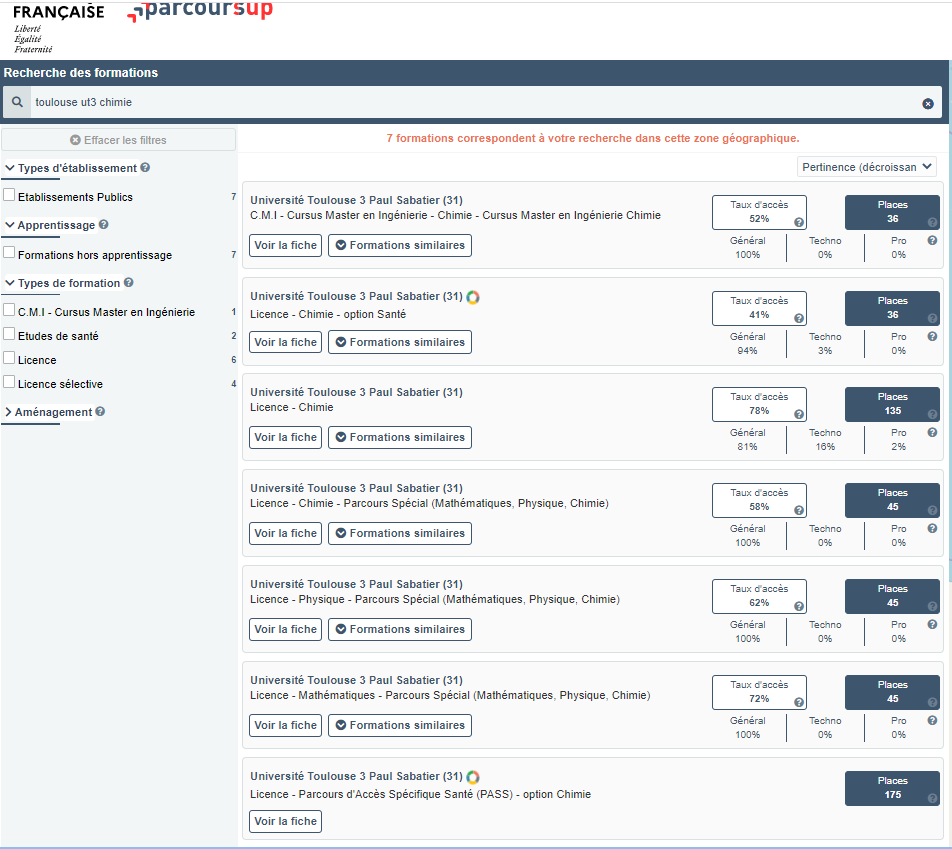 FRANÇAISE
Liberté
Égalité
Fraternité
parcoursup
Recherche des formations
toulouse ut3 chimie
Effacer les filtres
Types d'établissement ?
Etablissements Publics 7
Apprentissage ?
Formations hors apprentissage 7
Types de formation ?
C.M.I - Cursus Master en Ingénierie 1
Etudes de santé 2
Licence 6
Licence sélective 4
Aménagement ?
7 formations correspondent à votre recherche dans cette zone géographique.
Pertinence (décroissan
Université Toulouse 3 Paul Sabatier (31)
C.M.I - Cursus Master en Ingénierie - Chimie - Cursus Master en Ingénierie Chimie
Voir la fiche Formations similaires
Taux d'accès
52% ?
Places
36 ?
Général Techno Pro ?
100% 0% 0%
Université Toulouse 3 Paul Sabatier (31)
Licence - Chimie - option Santé
Voir la fiche Formations similaires
Taux d'accès
41% ?
Places
36 ?
Général Techno Pro ?
94% 3% 0%
Université Toulouse 3 Paul Sabatier (31)
Licence - Chimie
Voir la fiche Formations similaires
Taux d'accès
78% ?
Places
135 ?
Général Techno Pro ?
81% 16% 2%
Université Toulouse 3 Paul Sabatier (31)
Licence - Chimie - Parcours Spécial (Mathématiques, Physique, Chimie)
Voir la fiche Formations similaires
Taux d'accès
58% ?
Places
45 ?
Général Techno Pro ?
100% 0% 0%
Université Toulouse 3 Paul Sabatier (31)
Licence - Physique - Parcours Spécial (Mathématiques, Physique, Chimie)
Voir la fiche Formations similaires
Taux d'accès
62% ?
Places
45 ?
Général Techno Pro ?
100% 0% 0%
Université Toulouse 3 Paul Sabatier (31)
Licence - Mathématiques - Parcours Spécial (Mathématiques, Physique, Chimie)
Voir la fiche Formations similaires
Taux d'accès
72% ?
Places
45 ?
Général Techno Pro ?
100% 0% 0%
Université Toulouse 3 Paul Sabatier (31)
Licence - Parcours d'Accès Spécifique Santé (PASS) - option Chimie
Voir la fiche
Places
175 ?